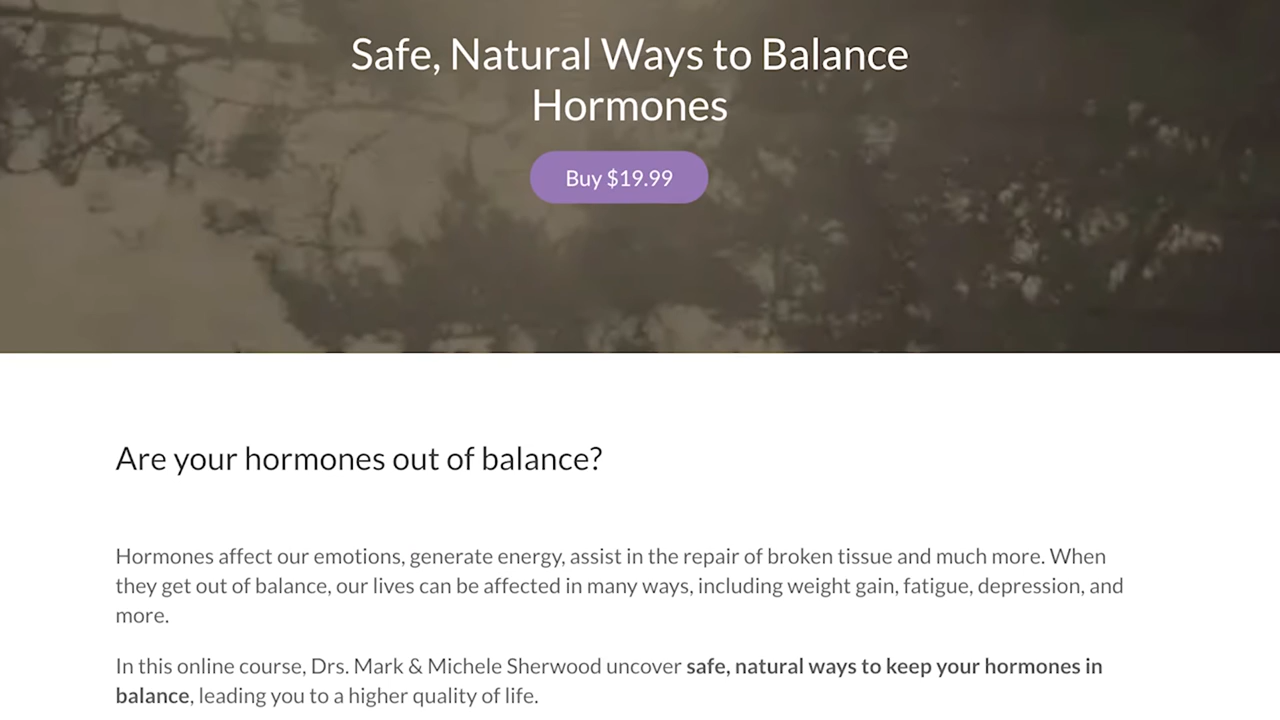 Safe, Natural Ways to Balance
Hormones
Buy $19.99
Are your hormones out of balance?
Hormones affect our emotions, generate energy, assist in the repair of broken tissue and much more. When
they get out of balance, our lives can be affected in many ways, including weight gain, fatigue, depression, and
more.
In this online course, Drs. Mark & Michele Sherwood uncover safe, natural ways to keep your hormones in
balance, leading you to a higher quality of life.